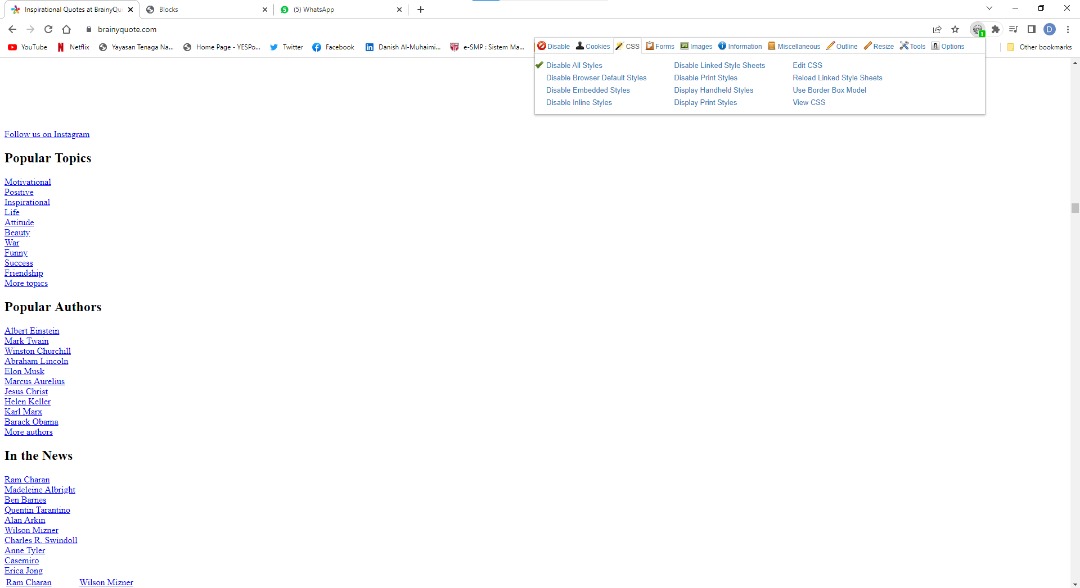 Inspirational Quotes at BrainyQu
Blocks
(5) WhatsApp
brainyquote.com
YouTube Netflix Yayasan Tenaga Na... Home Page - YESPo... Twitter Facebook Danish Al-Muhaimi... e-SMP : Sistem Ma... Other bookmarks
Disable Cookies CSS Forms Images Information Miscellaneous Outline Resize Tools Options
Disable All Styles Disable Linked Style Sheets Edit CSS
Disable Browser Default Styles Disable Print Styles Reload Linked Style Sheets
Disable Embedded Styles Display Handheld Styles Use Border Box Model
Disable Inline Styles Display Print Styles View CSS
Follow us on Instagram
Popular Topics
Motivational
Positive
Inspirational
Life
Attitude
Beauty
War
Funny
Success
Friendship
More topics
Popular Authors
Albert Einstein
Mark Twain
Winston Churchill
Abraham Lincoln
Elon Musk
Marcus Aurelius
Jesus Christ
Helen Keller
Karl Marx
Barack Obama
More authors
In the News
Ram Charan
Madeleine Albright
Ben Barnes
Quentin Tarantino
Alan Arkin
Wilson Mizner
Charles R. Swindoll
Anne Tyler
Casemiro
Erica Jong
Ram Charan Wilson Mizner